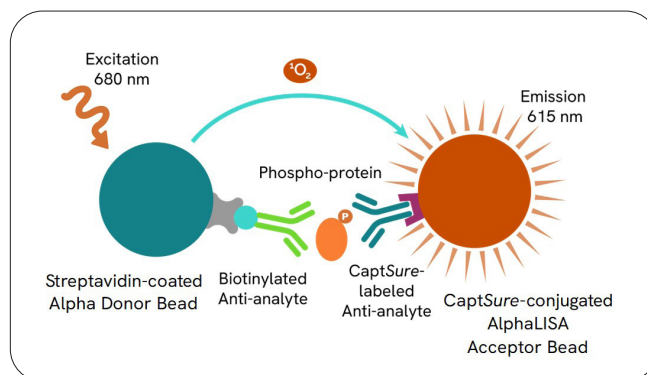 Excitation
680 nm
¹O₂
Emission
615 nm
Phospho-protein
P
Streptavidin-coated
Alpha Donor Bead
Biotinylated
Anti-analyte
CaptSure-
labeled
Anti-analyte
CaptSure-conjugated
AlphaLISA
Acceptor Bead